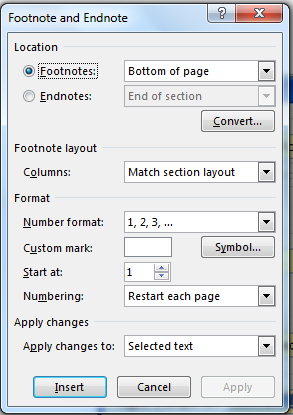 Footnote and Endnote ?
Location
Footnotes: Bottom of page
Endnotes: End of section
Convert...
Footnote layout
Columns: Match section layout
Format
Number format: 1, 2, 3, ...
Custom mark: Symbol...
Start at: 1
Numbering: Restart each page
Apply changes
Apply changes to: Selected text
Insert Cancel Apply